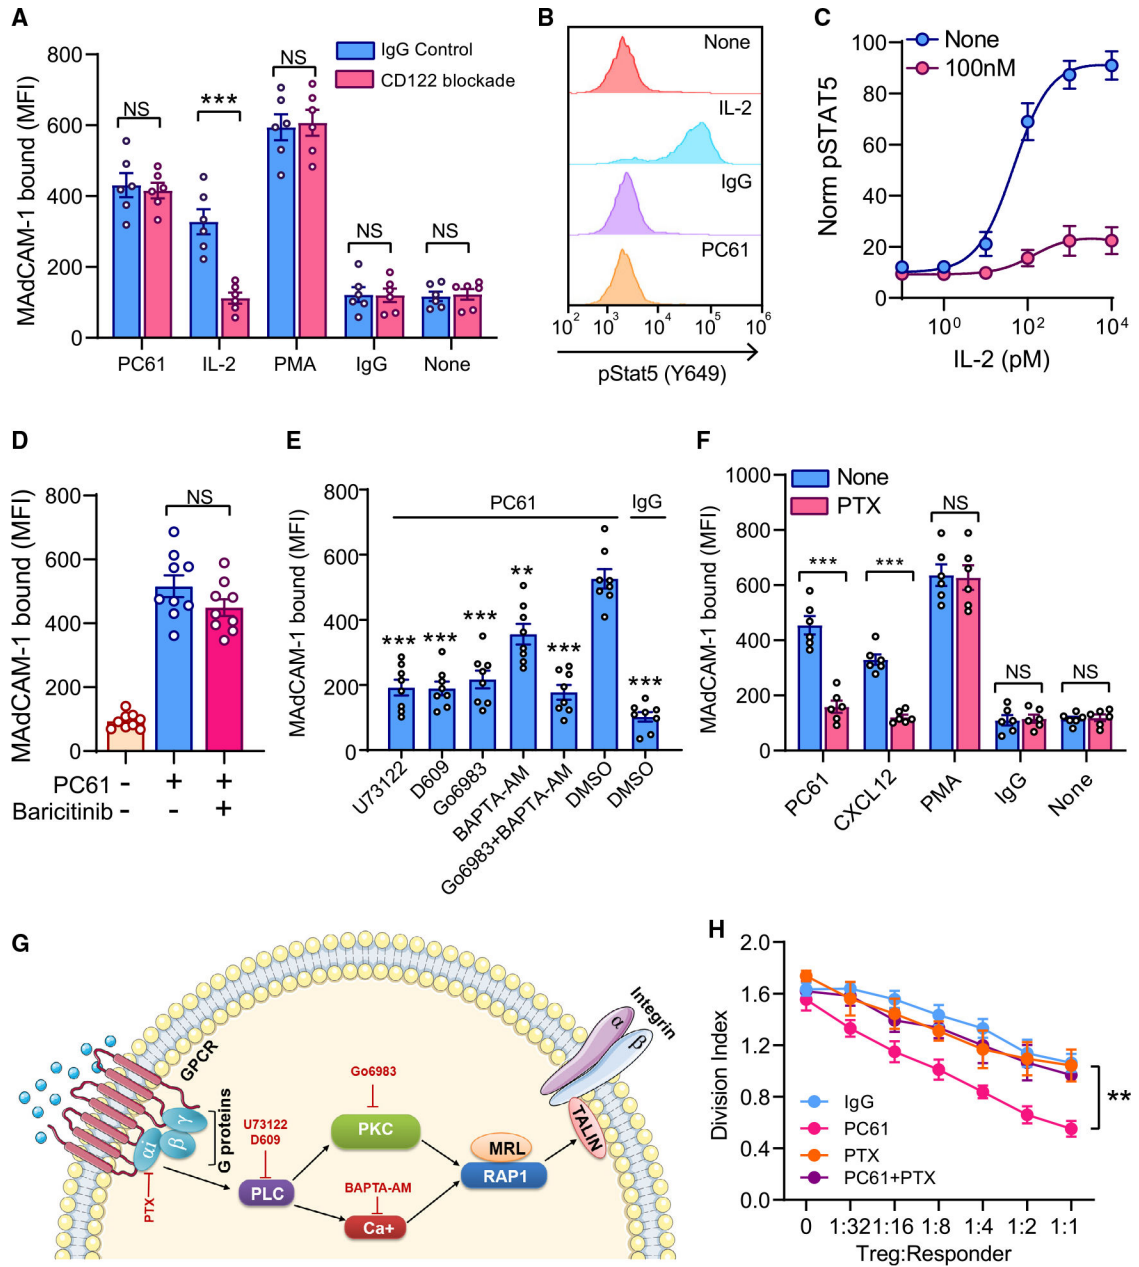 A
MAdCAM-1 bound (MFI)
800
600
400
200
0
IgG Control
CD122 blockade
NS
***
NS
NS
NS
PC61
IL-2
PMA
IgG
None
B
None
IL-2
IgG
PC61
10^2
10^3
10^4
10^5
10^6
pStat5 (Y649)
C
Norm pSTAT5
100
80
60
40
20
0
None
100nM
10^0
10^2
10^4
IL-2 (pM)
D
MAdCAM-1 bound (MFI)
800
600
400
200
0
NS
PC61 - + +
Baricitinib - - +
E
MAdCAM-1 bound (MFI)
800
600
400
200
0
PC61
IgG
***
***
***
**
***
***
U73122
D609
Go6983
BAPTA-AM
Go6983+BAPTA-AM
DMSO
DMSO
F
MAdCAM-1 bound (MFI)
1000
800
600
400
200
0
None
PTX
***
***
NS
NS
NS
PC61
CXCL12
PMA
IgG
None
G
GPCR
αi
β
γ
G proteins
PTX
U73122
D609
PLC
Go6983
PKC
BAPTA-AM
Ca+
MRL
RAP1
TALIN
α
β
Integrin
H
Division Index
2.0
1.6
1.2
0.8
0.4
0.0
IgG
PC61
PTX
PC61+PTX
**
0
1:32
1:16
1:8
1:4
1:2
1:1
Treg:Responder